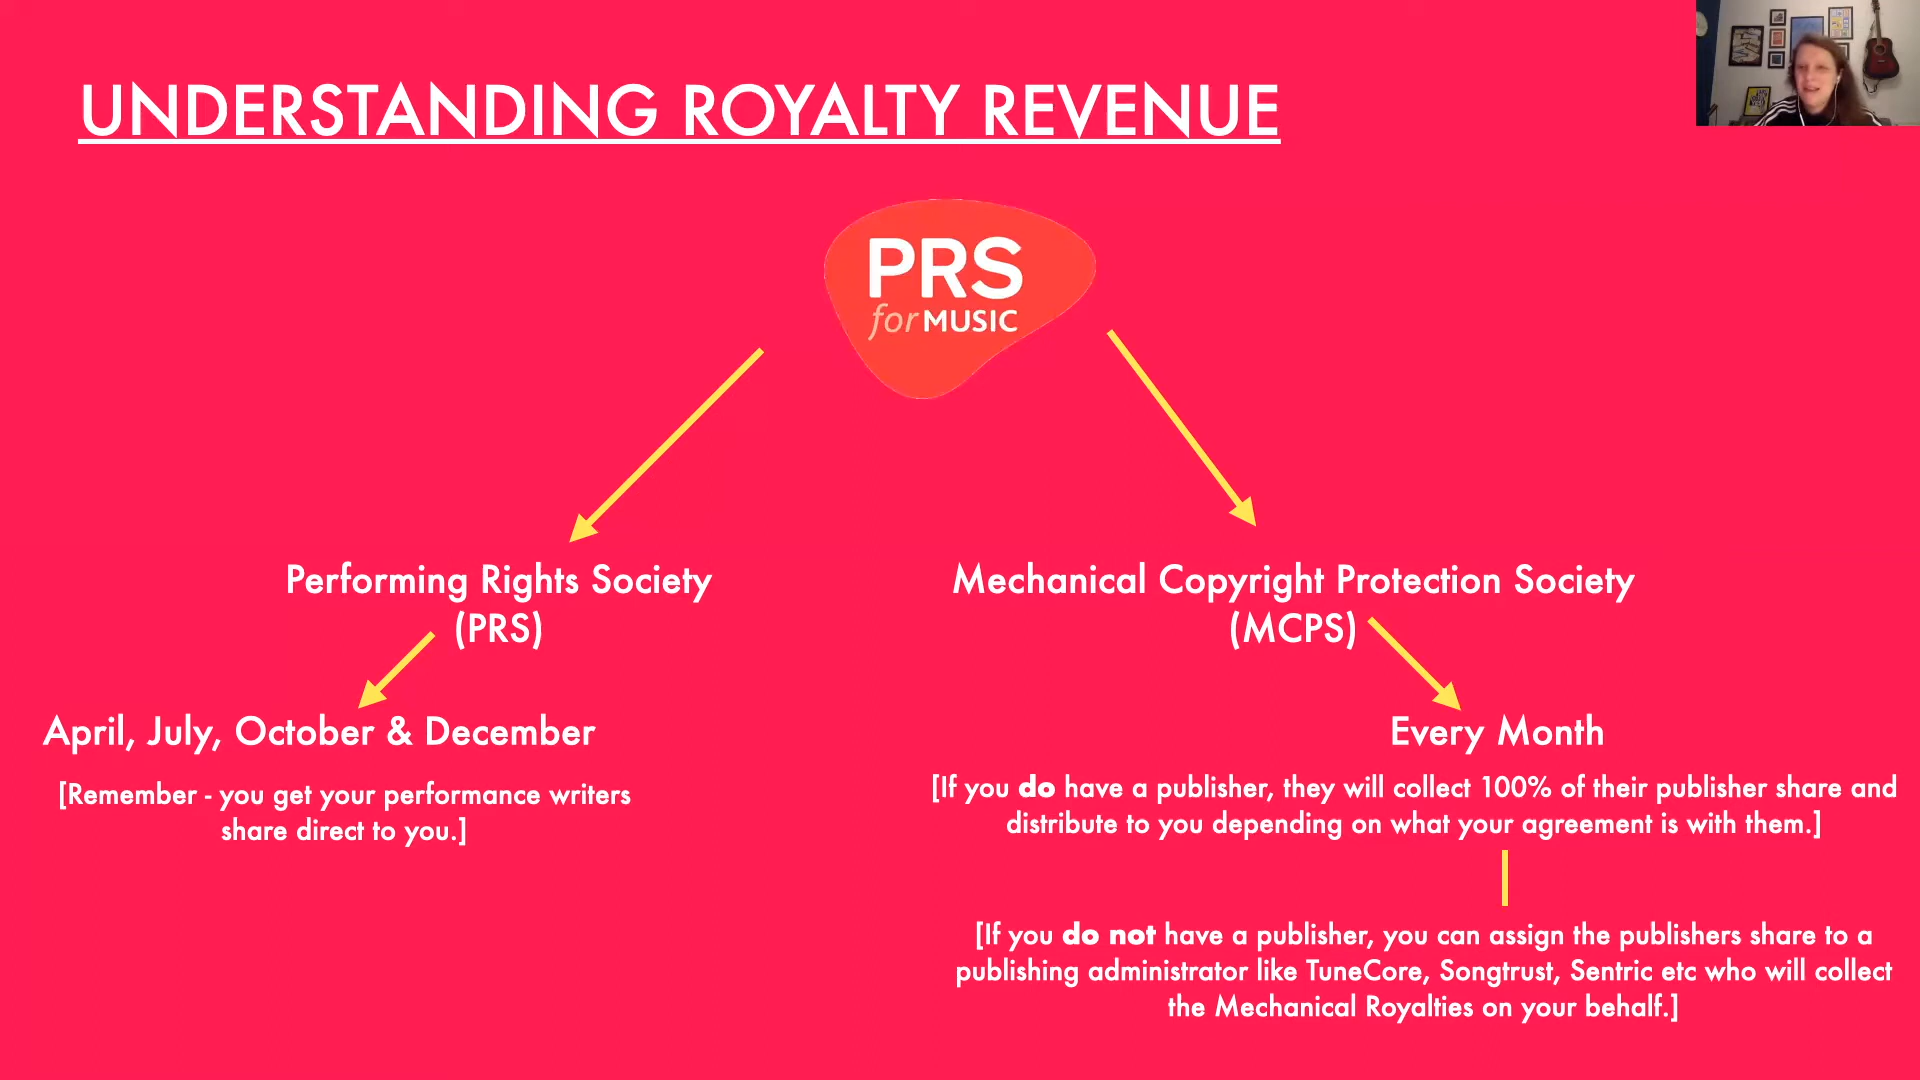 UNDERSTANDING ROYALTY REVENUE
PRS
for MUSIC
Performing Rights Society
(PRS)
Mechanical Copyright Protection Society
(MCPS)
April, July, October & December
[Remember - you get your performance writers
share direct to you.]
Every Month
[If you do have a publisher, they will collect 100% of their publisher share and
distribute to you depending on what your agreement is with them.]
[If you do not have a publisher, you can assign the publishers share to a
publishing administrator like TuneCore, Songtrust, Sentric etc who will collect
the Mechanical Royalties on your behalf.]